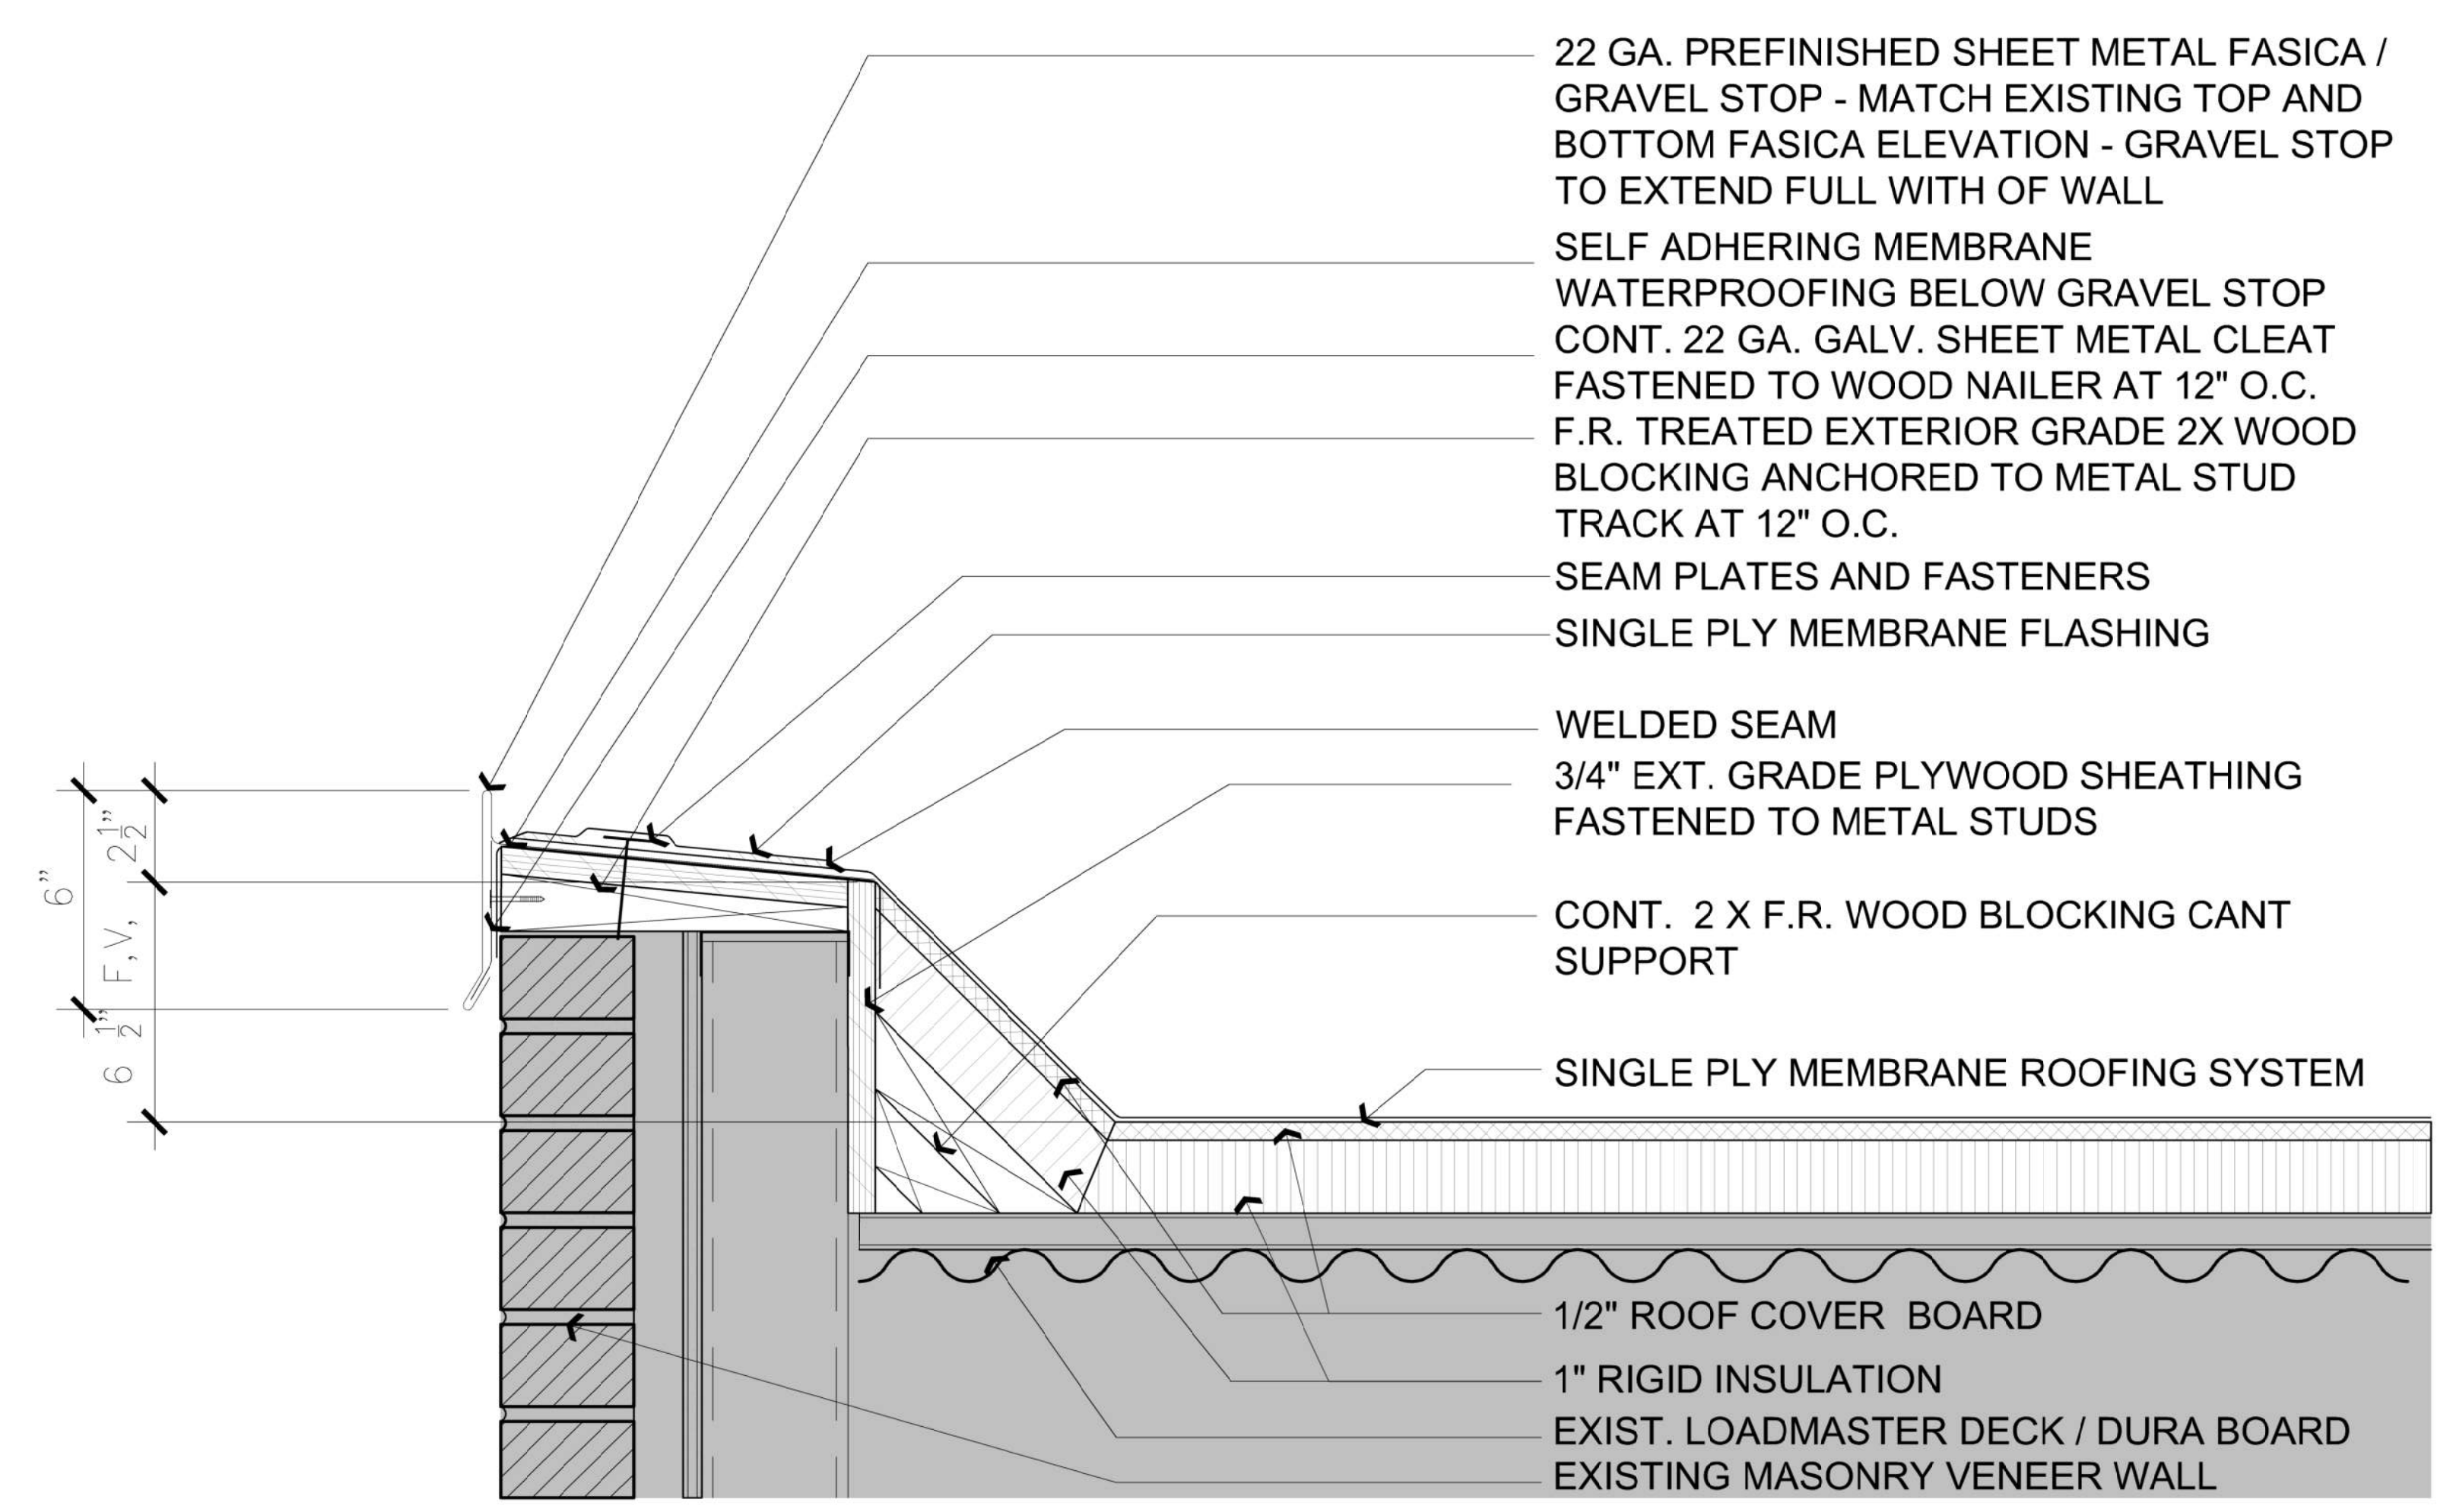 22 GA. PREFINISHED SHEET METAL FASICA /
GRAVEL STOP - MATCH EXISTING TOP AND
BOTTOM FASICA ELEVATION - GRAVEL STOP
TO EXTEND FULL WITH OF WALL
SELF ADHERING MEMBRANE
WATERPROOFING BELOW GRAVEL STOP
CONT. 22 GA. GALV. SHEET METAL CLEAT
FASTENED TO WOOD NAILER AT 12" O.C.
F.R. TREATED EXTERIOR GRADE 2X WOOD
BLOCKING ANCHORED TO METAL STUD
TRACK AT 12" O.C.
SEAM PLATES AND FASTENERS
SINGLE PLY MEMBRANE FLASHING
WELDED SEAM
3/4" EXT. GRADE PLYWOOD SHEATHING
FASTENED TO METAL STUDS
CONT. 2 X F.R. WOOD BLOCKING CANT
SUPPORT
SINGLE PLY MEMBRANE ROOFING SYSTEM
1/2" ROOF COVER BOARD
1" RIGID INSULATION
EXIST. LOADMASTER DECK / DURA BOARD
EXISTING MASONRY VENEER WALL
6"
2 1/2"
6 1/2" F,V,